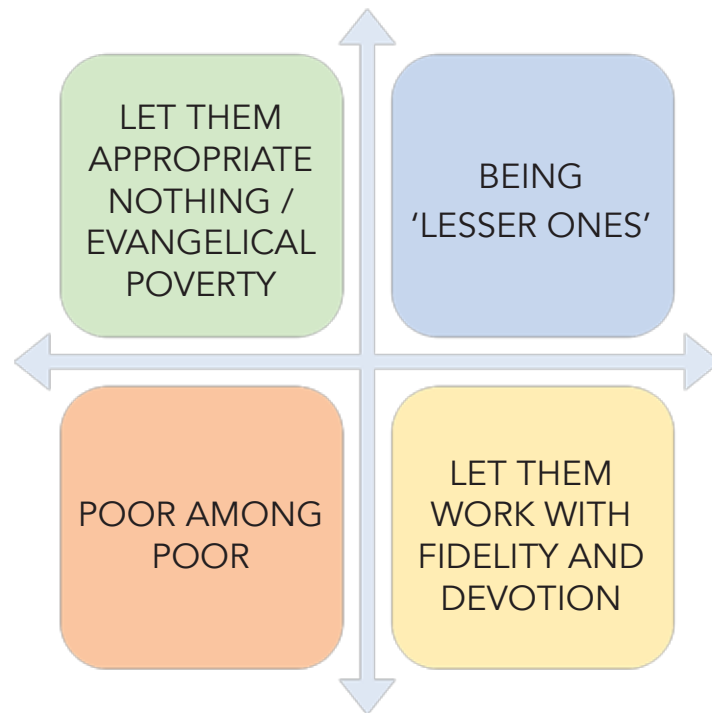 LET THEM
APPROPRIATE
NOTHING /
EVANGELICAL
POVERTY
BEING
'LESSER ONES'
POOR AMONG
POOR
LET THEM
WORK WITH
FIDELITY AND
DEVOTION